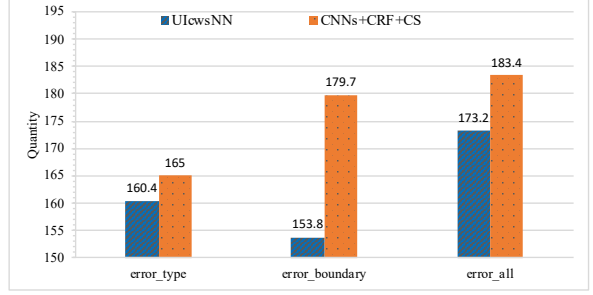 195
190
185
180
175
170
165
160
155
150
Quantity
UIcwsNN
CNNs+CRF+CS
160.4
165
153.8
179.7
173.2
183.4
error_type
error_boundary
error_all